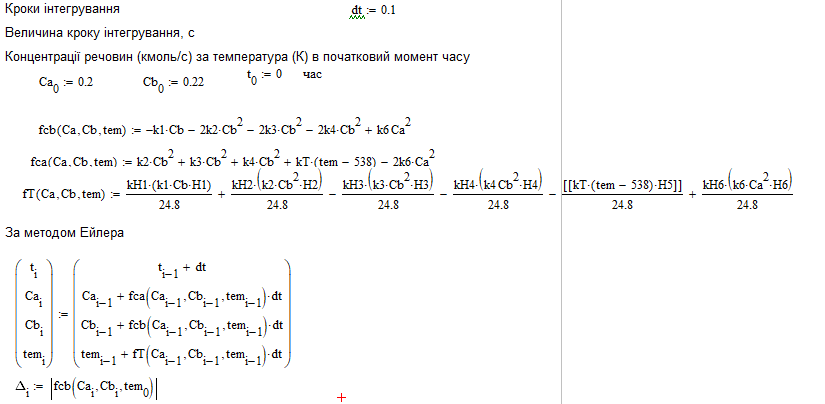 Кроки інтегрування dt := 0.1
Величина кроку інтегрування, с
Концентрації речовин (кмоль/с) за температура (К) в початковий момент часу
Ca₀ := 0.2 Cb₀ := 0.22 t₀ := 0 час
fcb(Ca,Cb,tem) := −k1·Cb − 2k2·Cb² − 2k3·Cb² − 2k4·Cb² + k6 Ca²
fca(Ca,Cb,tem) := k2·Cb² + k3·Cb² + k4·Cb² + kT·(tem − 538) − 2k6·Ca²
fT(Ca,Cb,tem) := kH1·(k1·Cb·H1)/24.8 + kH2·(k2·Cb²·H2)/24.8 − kH3·(k3·Cb²·H3)/24.8 − kH4·(k4 Cb²·H4)/24.8 − [[kT·(tem − 538)·H5]]/24.8 + kH6·(k6·Ca²·H6)/24.8
За методом Ейлера
tᵢ tᵢ₋₁ + dt
Caᵢ Caᵢ₋₁ + fca(Caᵢ₋₁,Cbᵢ₋₁,temᵢ₋₁)·dt
:=
Cbᵢ Cbᵢ₋₁ + fcb(Caᵢ₋₁,Cbᵢ₋₁,temᵢ₋₁)·dt
temᵢ temᵢ₋₁ + fT(Caᵢ₋₁,Cbᵢ₋₁,temᵢ₋₁)·dt
Δᵢ := |fcb(Caᵢ,Cbᵢ,tem₀)|